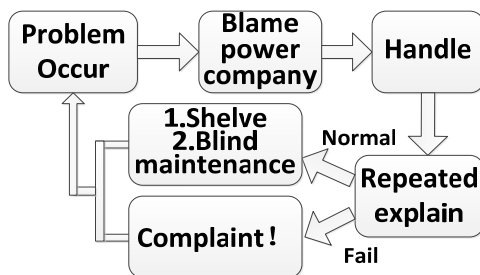 Problem
Occur
Blame
power
company
Handle
1.Shelve
2.Blind
maintenance
Normal
Repeated
explain
Complaint!
Fail